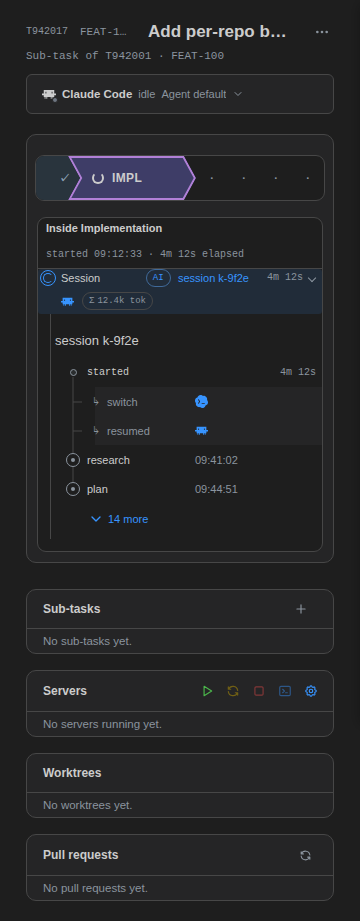 T942017 FEAT-1… Add per-repo b…
Sub-task of T942001 · FEAT-100
Claude Code idle Agent default
IMPL
Inside Implementation
started 09:12:33 · 4m 12s elapsed
Session AI session k-9f2e 4m 12s
Σ 12.4k tok
session k-9f2e
started 4m 12s
↳ switch
↳ resumed
research 09:41:02
plan 09:44:51
14 more
Sub-tasks
No sub-tasks yet.
Servers
No servers running yet.
Worktrees
No worktrees yet.
Pull requests
No pull requests yet.